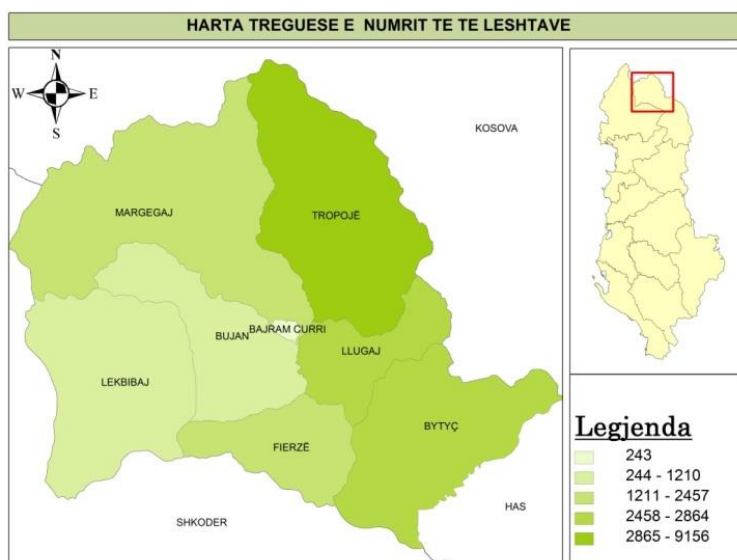 HARTA TREGUESE E NUMRIT TE TE LESHTAVE
N
W
E
S
KOSOVA
MARGEGAJ
TROPOJË
BAJRAM CURRI
BUJAN
LLUGAJ
LEKBIBAJ
BYTYÇ
FIERZË
HAS
SHKODER
Legjenda
243
244 - 1210
1211 - 2457
2458 - 2864
2865 - 9156